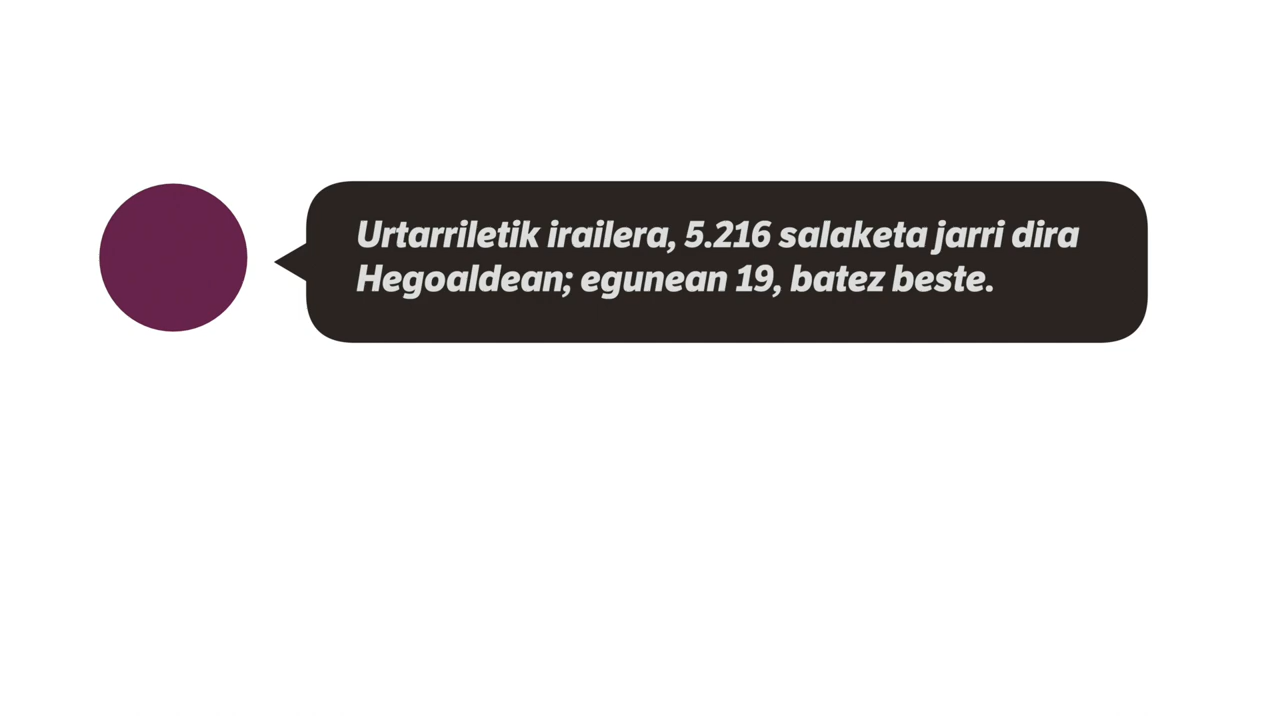 Urtarriletik irailera, 5.216 salaketa jarri dira
Hegoaldean; egunean 19, batez beste.